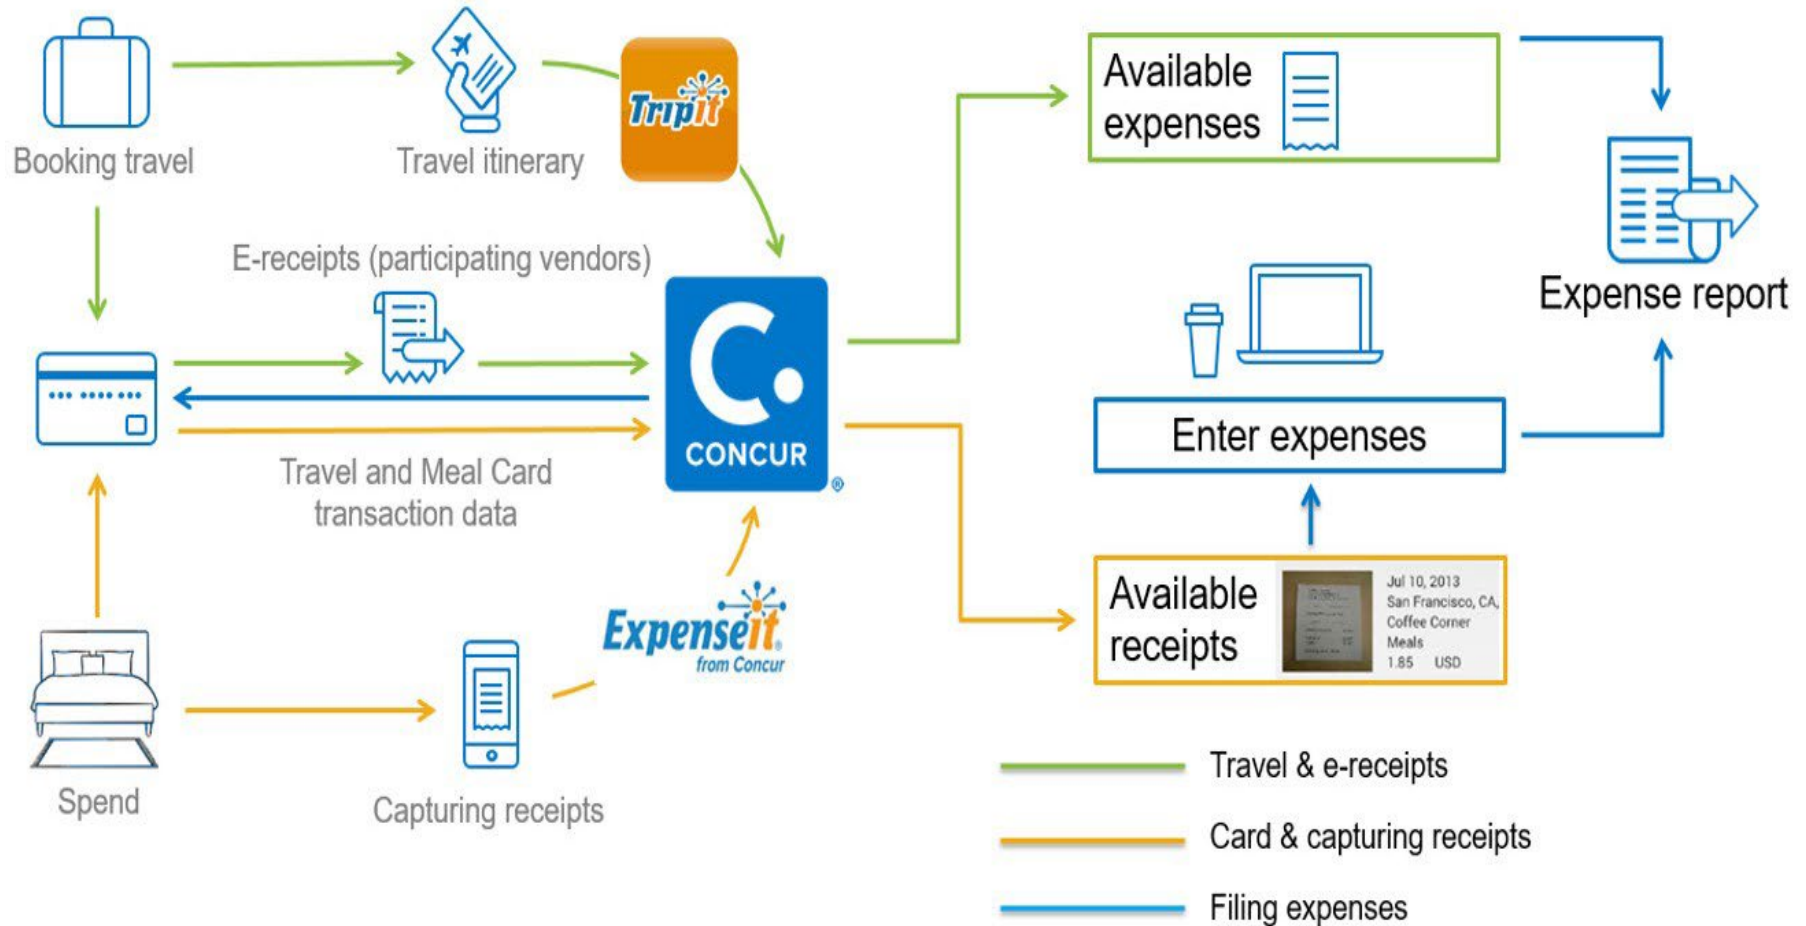 Booking travel
Travel itinerary
Tripit
E-receipts (participating vendors)
C.
CONCUR
®
Travel and Meal Card
transaction data
Expenseit®
from Concur
Spend
Capturing receipts
Available
expenses
Expense report
Enter expenses
Available
receipts
Jul 10, 2013
San Francisco, CA,
Coffee Corner
Meals
1.85 USD
Travel & e-receipts
Card & capturing receipts
Filing expenses